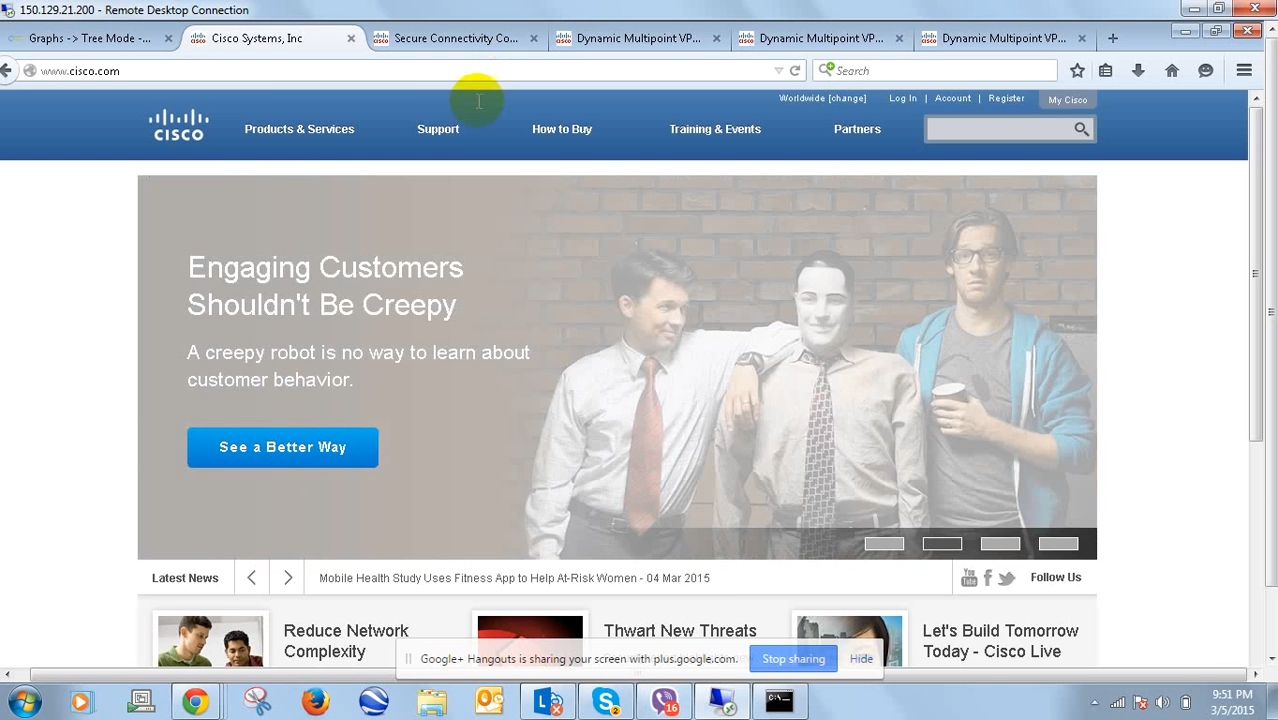 150.129.21.200 - Remote Desktop Connection
Graphs -> Tree Mode -...
Cisco Systems, Inc
Secure Connectivity Co...
Dynamic Multipoint VP...
Dynamic Multipoint VP...
Dynamic Multipoint VP...
www.cisco.com
Search
Worldwide [change]
Log In | Account | Register
My Cisco
CISCO
Products & Services
Support
How to Buy
Training & Events
Partners
Engaging Customers
Shouldn't Be Creepy
A creepy robot is no way to learn about
customer behavior.
See a Better Way
Latest News
Mobile Health Study Uses Fitness App to Help At-Risk Women - 04 Mar 2015
You
Tube
Follow Us
Reduce Network
Complexity
Thwart New Threats
Let's Build Tomorrow
Today - Cisco Live
Google+ Hangouts is sharing your screen with plus.google.com.
Stop sharing
Hide
2
16
C:\
9:51 PM
3/5/2015